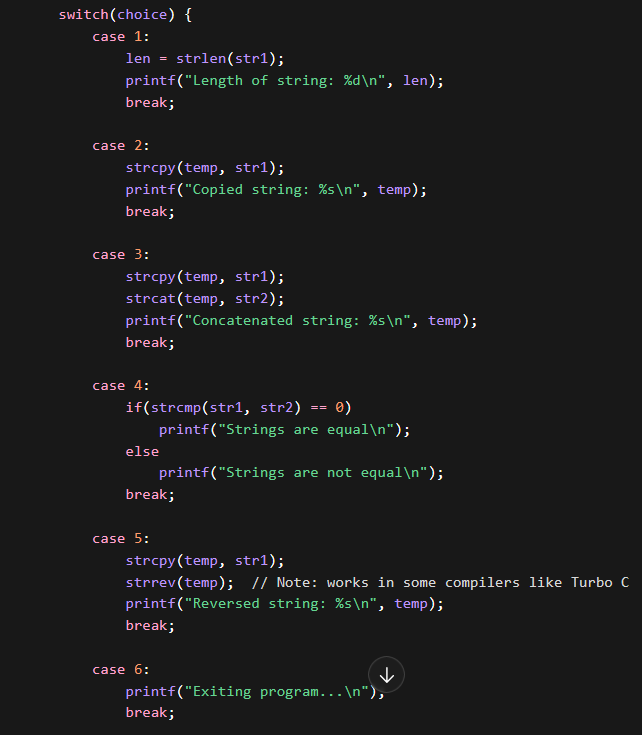 switch(choice) {
case 1:
len = strlen(str1);
printf("Length of string: %d\n", len);
break;
case 2:
strcpy(temp, str1);
printf("Copied string: %s\n", temp);
break;
case 3:
strcpy(temp, str1);
strcat(temp, str2);
printf("Concatenated string: %s\n", temp);
break;
case 4:
if(strcmp(str1, str2) == 0)
printf("Strings are equal\n");
else
printf("Strings are not equal\n");
break;
case 5:
strcpy(temp, str1);
strrev(temp);  // Note: works in some compilers like Turbo C
printf("Reversed string: %s\n", temp);
break;
case 6:
printf("Exiting program...\n");
break;